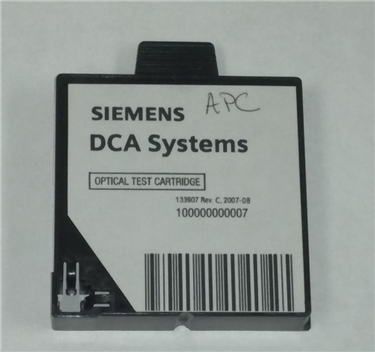 APC
SIEMENS
DCA Systems
OPTICAL TEST CARTRIDGE
133907 Rev. C, 2007-08
100000000007